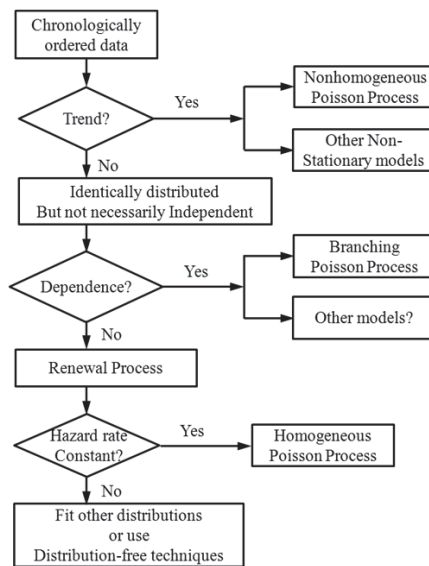 Chronologically
ordered data
Trend?
Yes
Nonhomogeneous
Poisson Process
Other Non-
Stationary models
No
Identically distributed
But not necessarily Independent
Dependence?
Yes
Branching
Poisson Process
Other models?
No
Renewal Process
Hazard rate
Constant?
Yes
Homogeneous
Poisson Process
No
Fit other distributions
or use
Distribution-free techniques